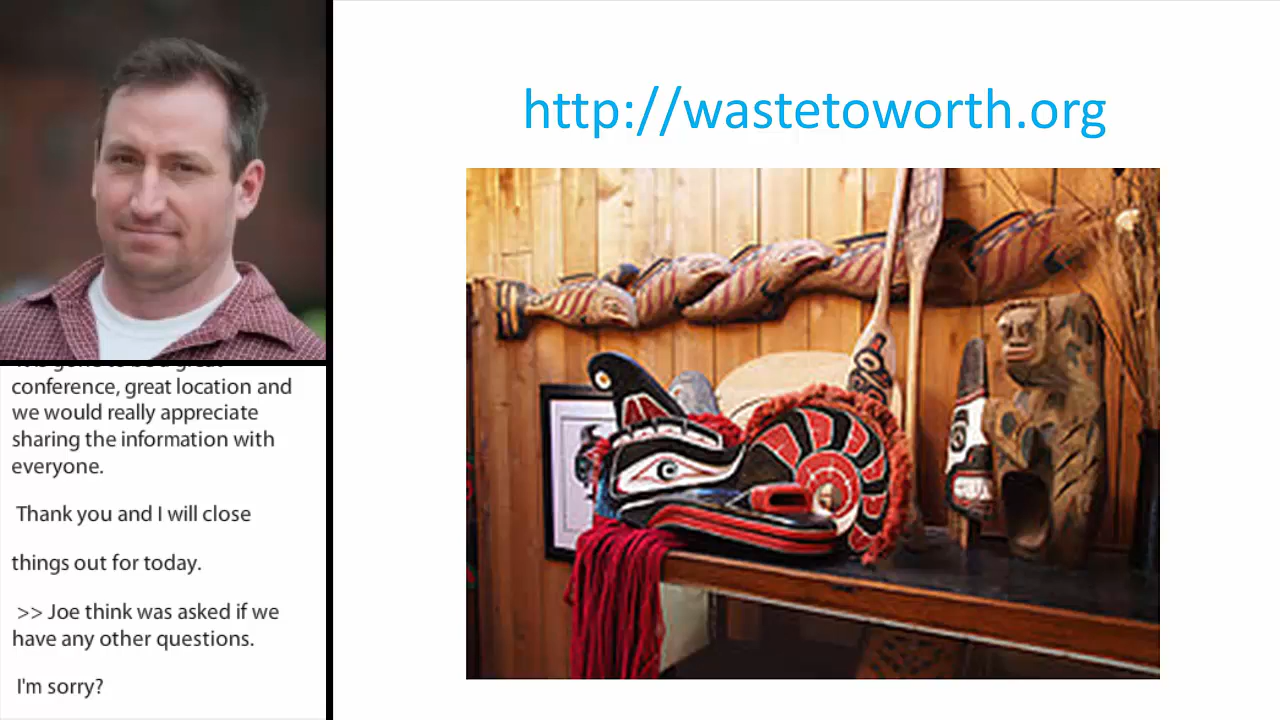 http://wastetoworth.org
conference, great location and
we would really appreciate
sharing the information with
everyone.
Thank you and I will close
things out for today.
>> Joe think was asked if we
have any other questions.
I'm sorry?